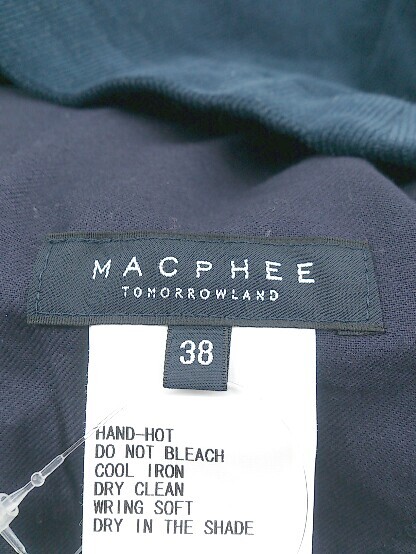 MACPHEE
TOMORROWLAND
38
HAND-HOT
DO NOT BLEACH
COOL IRON
DRY CLEAN
WRING SOFT
DRY IN THE SHADE